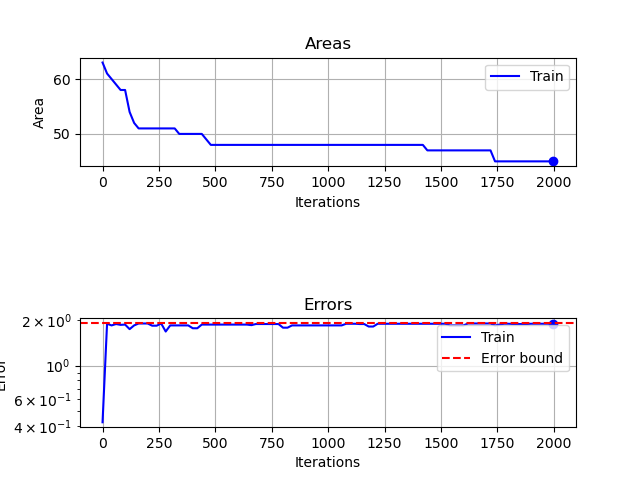 Areas
Area
60
50
Train
0 250 500 750 1000 1250 1500 1750 2000
Iterations
Errors
Error
2 × 10⁰
10⁰
6 × 10⁻¹
4 × 10⁻¹
Train
Error bound
0 250 500 750 1000 1250 1500 1750 2000
Iterations